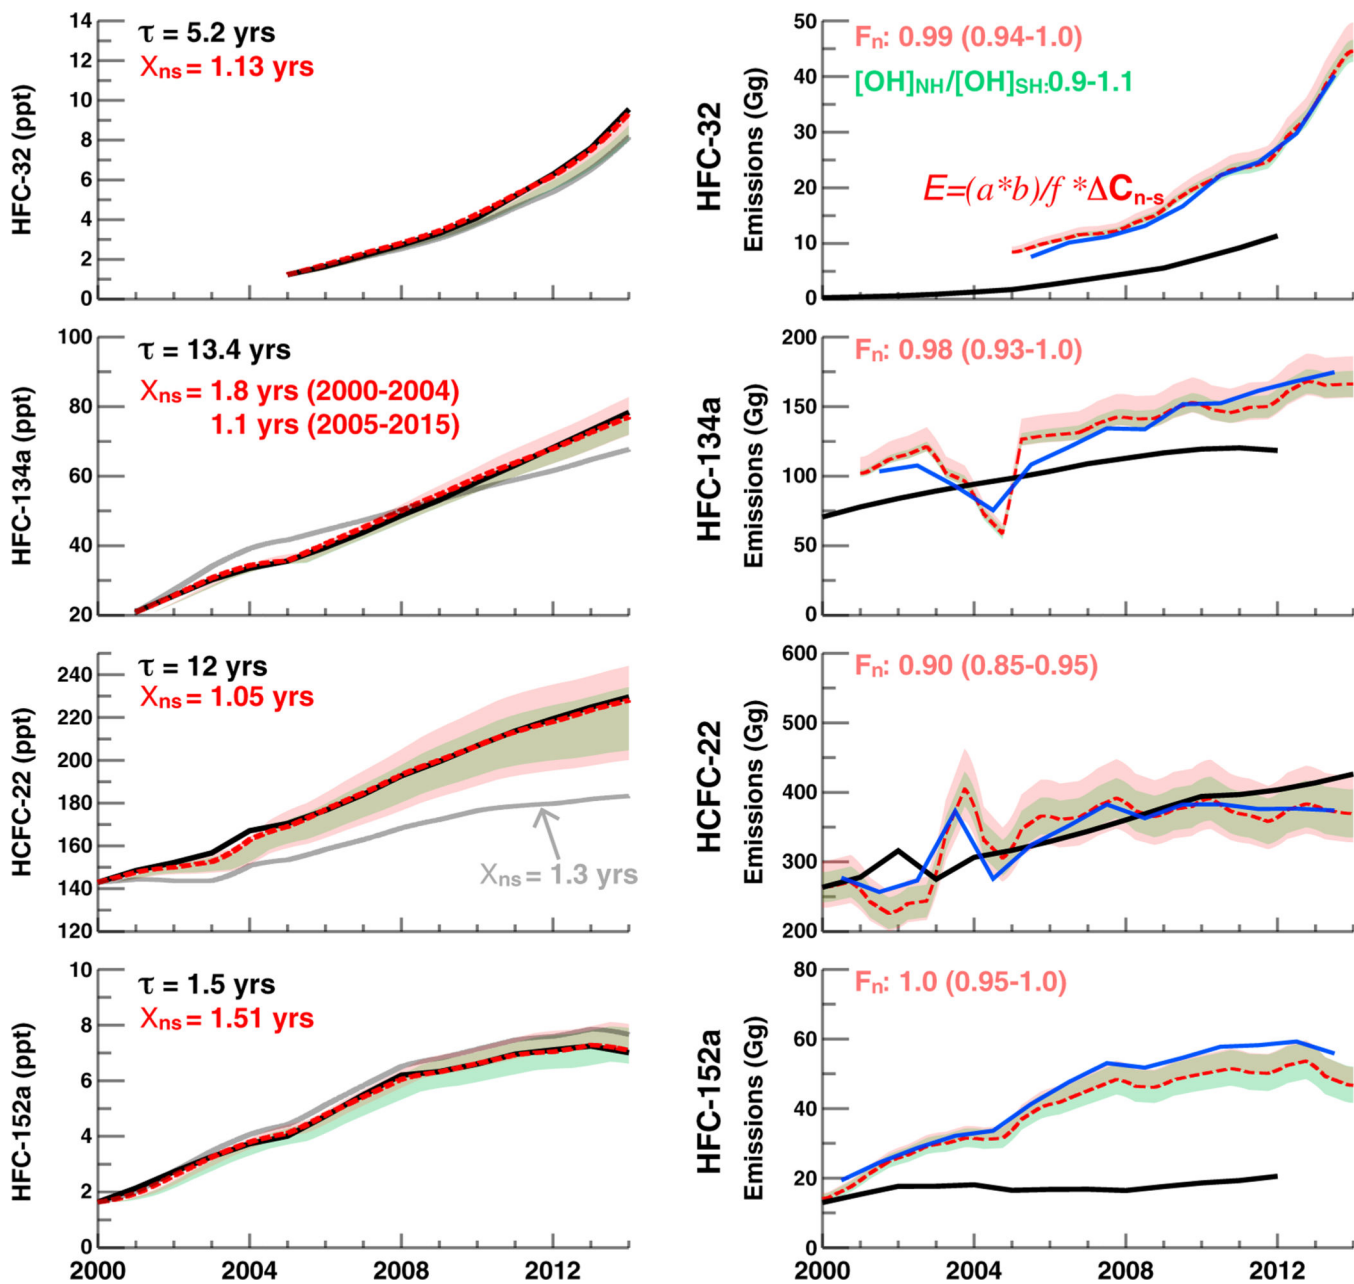 HFC-32 (ppt)
14
12
10
8
6
4
2
0
τ = 5.2 yrs
Xns = 1.13 yrs
HFC-32
Emissions (Gg)
50
40
30
20
10
0
Fn: 0.99 (0.94-1.0)
[OH]NH/[OH]SH:0.9-1.1
E=(a*b)/f *ΔCn-s
HFC-134a (ppt)
100
80
60
40
20
τ = 13.4 yrs
Xns = 1.8 yrs (2000-2004)
1.1 yrs (2005-2015)
HFC-134a
Emissions (Gg)
200
150
100
50
0
Fn: 0.98 (0.93-1.0)
HCFC-22 (ppt)
240
220
200
180
160
140
120
τ = 12 yrs
Xns = 1.05 yrs
Xns = 1.3 yrs
HCFC-22
Emissions (Gg)
600
500
400
300
200
Fn: 0.90 (0.85-0.95)
HFC-152a (ppt)
10
8
6
4
2
0
τ = 1.5 yrs
Xns = 1.51 yrs
2000 2004 2008 2012
HFC-152a
Emissions (Gg)
80
60
40
20
0
Fn: 1.0 (0.95-1.0)
2000 2004 2008 2012